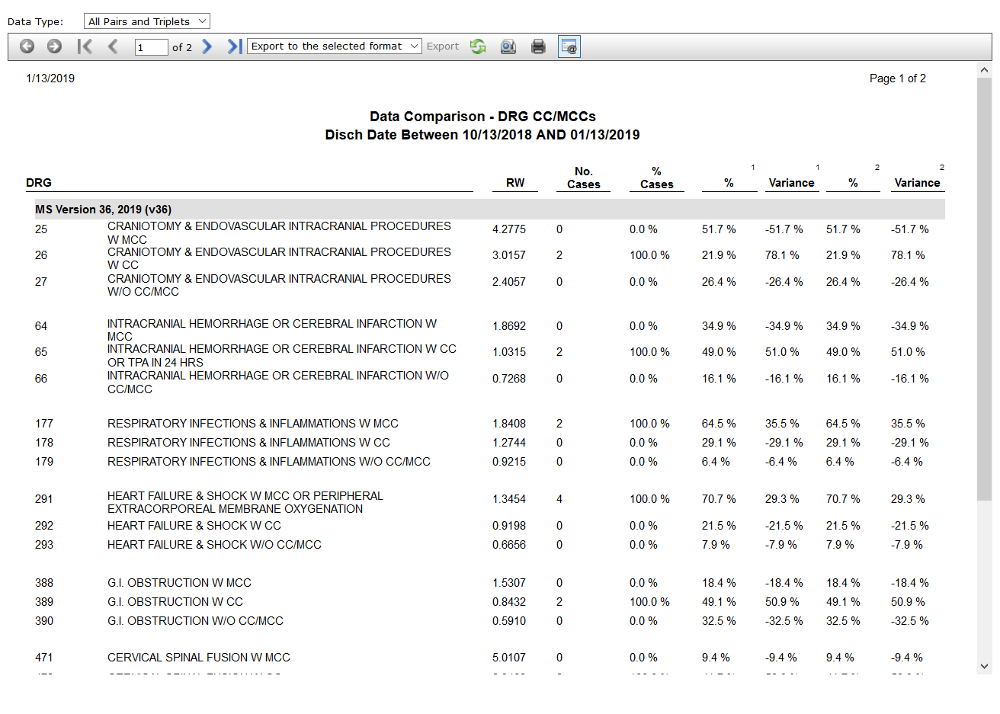 Data Type: All Pairs and Triplets
1 of 2 Export to the selected format Export
1/13/2019 Page 1 of 2
Data Comparison - DRG CC/MCCs
Disch Date Between 10/13/2018 AND 01/13/2019
No. % 1 1 2 2
DRG RW Cases Cases % Variance % Variance
MS Version 36, 2019 (v36)
25 CRANIOTOMY & ENDOVASCULAR INTRACRANIAL PROCEDURES 4.2775 0 0.0 % 51.7 % -51.7 % 51.7 % -51.7 %
W MCC
26 CRANIOTOMY & ENDOVASCULAR INTRACRANIAL PROCEDURES 3.0157 2 100.0 % 21.9 % 78.1 % 21.9 % 78.1 %
W CC
27 CRANIOTOMY & ENDOVASCULAR INTRACRANIAL PROCEDURES 2.4057 0 0.0 % 26.4 % -26.4 % 26.4 % -26.4 %
W/O CC/MCC
64 INTRACRANIAL HEMORRHAGE OR CEREBRAL INFARCTION W 1.8692 0 0.0 % 34.9 % -34.9 % 34.9 % -34.9 %
MCC
65 INTRACRANIAL HEMORRHAGE OR CEREBRAL INFARCTION W CC 1.0315 2 100.0 % 49.0 % 51.0 % 49.0 % 51.0 %
OR TPA IN 24 HRS
66 INTRACRANIAL HEMORRHAGE OR CEREBRAL INFARCTION W/O 0.7268 0 0.0 % 16.1 % -16.1 % 16.1 % -16.1 %
CC/MCC
177 RESPIRATORY INFECTIONS & INFLAMMATIONS W MCC 1.8408 2 100.0 % 64.5 % 35.5 % 64.5 % 35.5 %
178 RESPIRATORY INFECTIONS & INFLAMMATIONS W CC 1.2744 0 0.0 % 29.1 % -29.1 % 29.1 % -29.1 %
179 RESPIRATORY INFECTIONS & INFLAMMATIONS W/O CC/MCC 0.9215 0 0.0 % 6.4 % -6.4 % 6.4 % -6.4 %
291 HEART FAILURE & SHOCK W MCC OR PERIPHERAL 1.3454 4 100.0 % 70.7 % 29.3 % 70.7 % 29.3 %
EXTRACORPOREAL MEMBRANE OXYGENATION
292 HEART FAILURE & SHOCK W CC 0.9198 0 0.0 % 21.5 % -21.5 % 21.5 % -21.5 %
293 HEART FAILURE & SHOCK W/O CC/MCC 0.6656 0 0.0 % 7.9 % -7.9 % 7.9 % -7.9 %
388 G.I. OBSTRUCTION W MCC 1.5307 0 0.0 % 18.4 % -18.4 % 18.4 % -18.4 %
389 G.I. OBSTRUCTION W CC 0.8432 2 100.0 % 49.1 % 50.9 % 49.1 % 50.9 %
390 G.I. OBSTRUCTION W/O CC/MCC 0.5910 0 0.0 % 32.5 % -32.5 % 32.5 % -32.5 %
471 CERVICAL SPINAL FUSION W MCC 5.0107 0 0.0 % 9.4 % -9.4 % 9.4 % -9.4 %